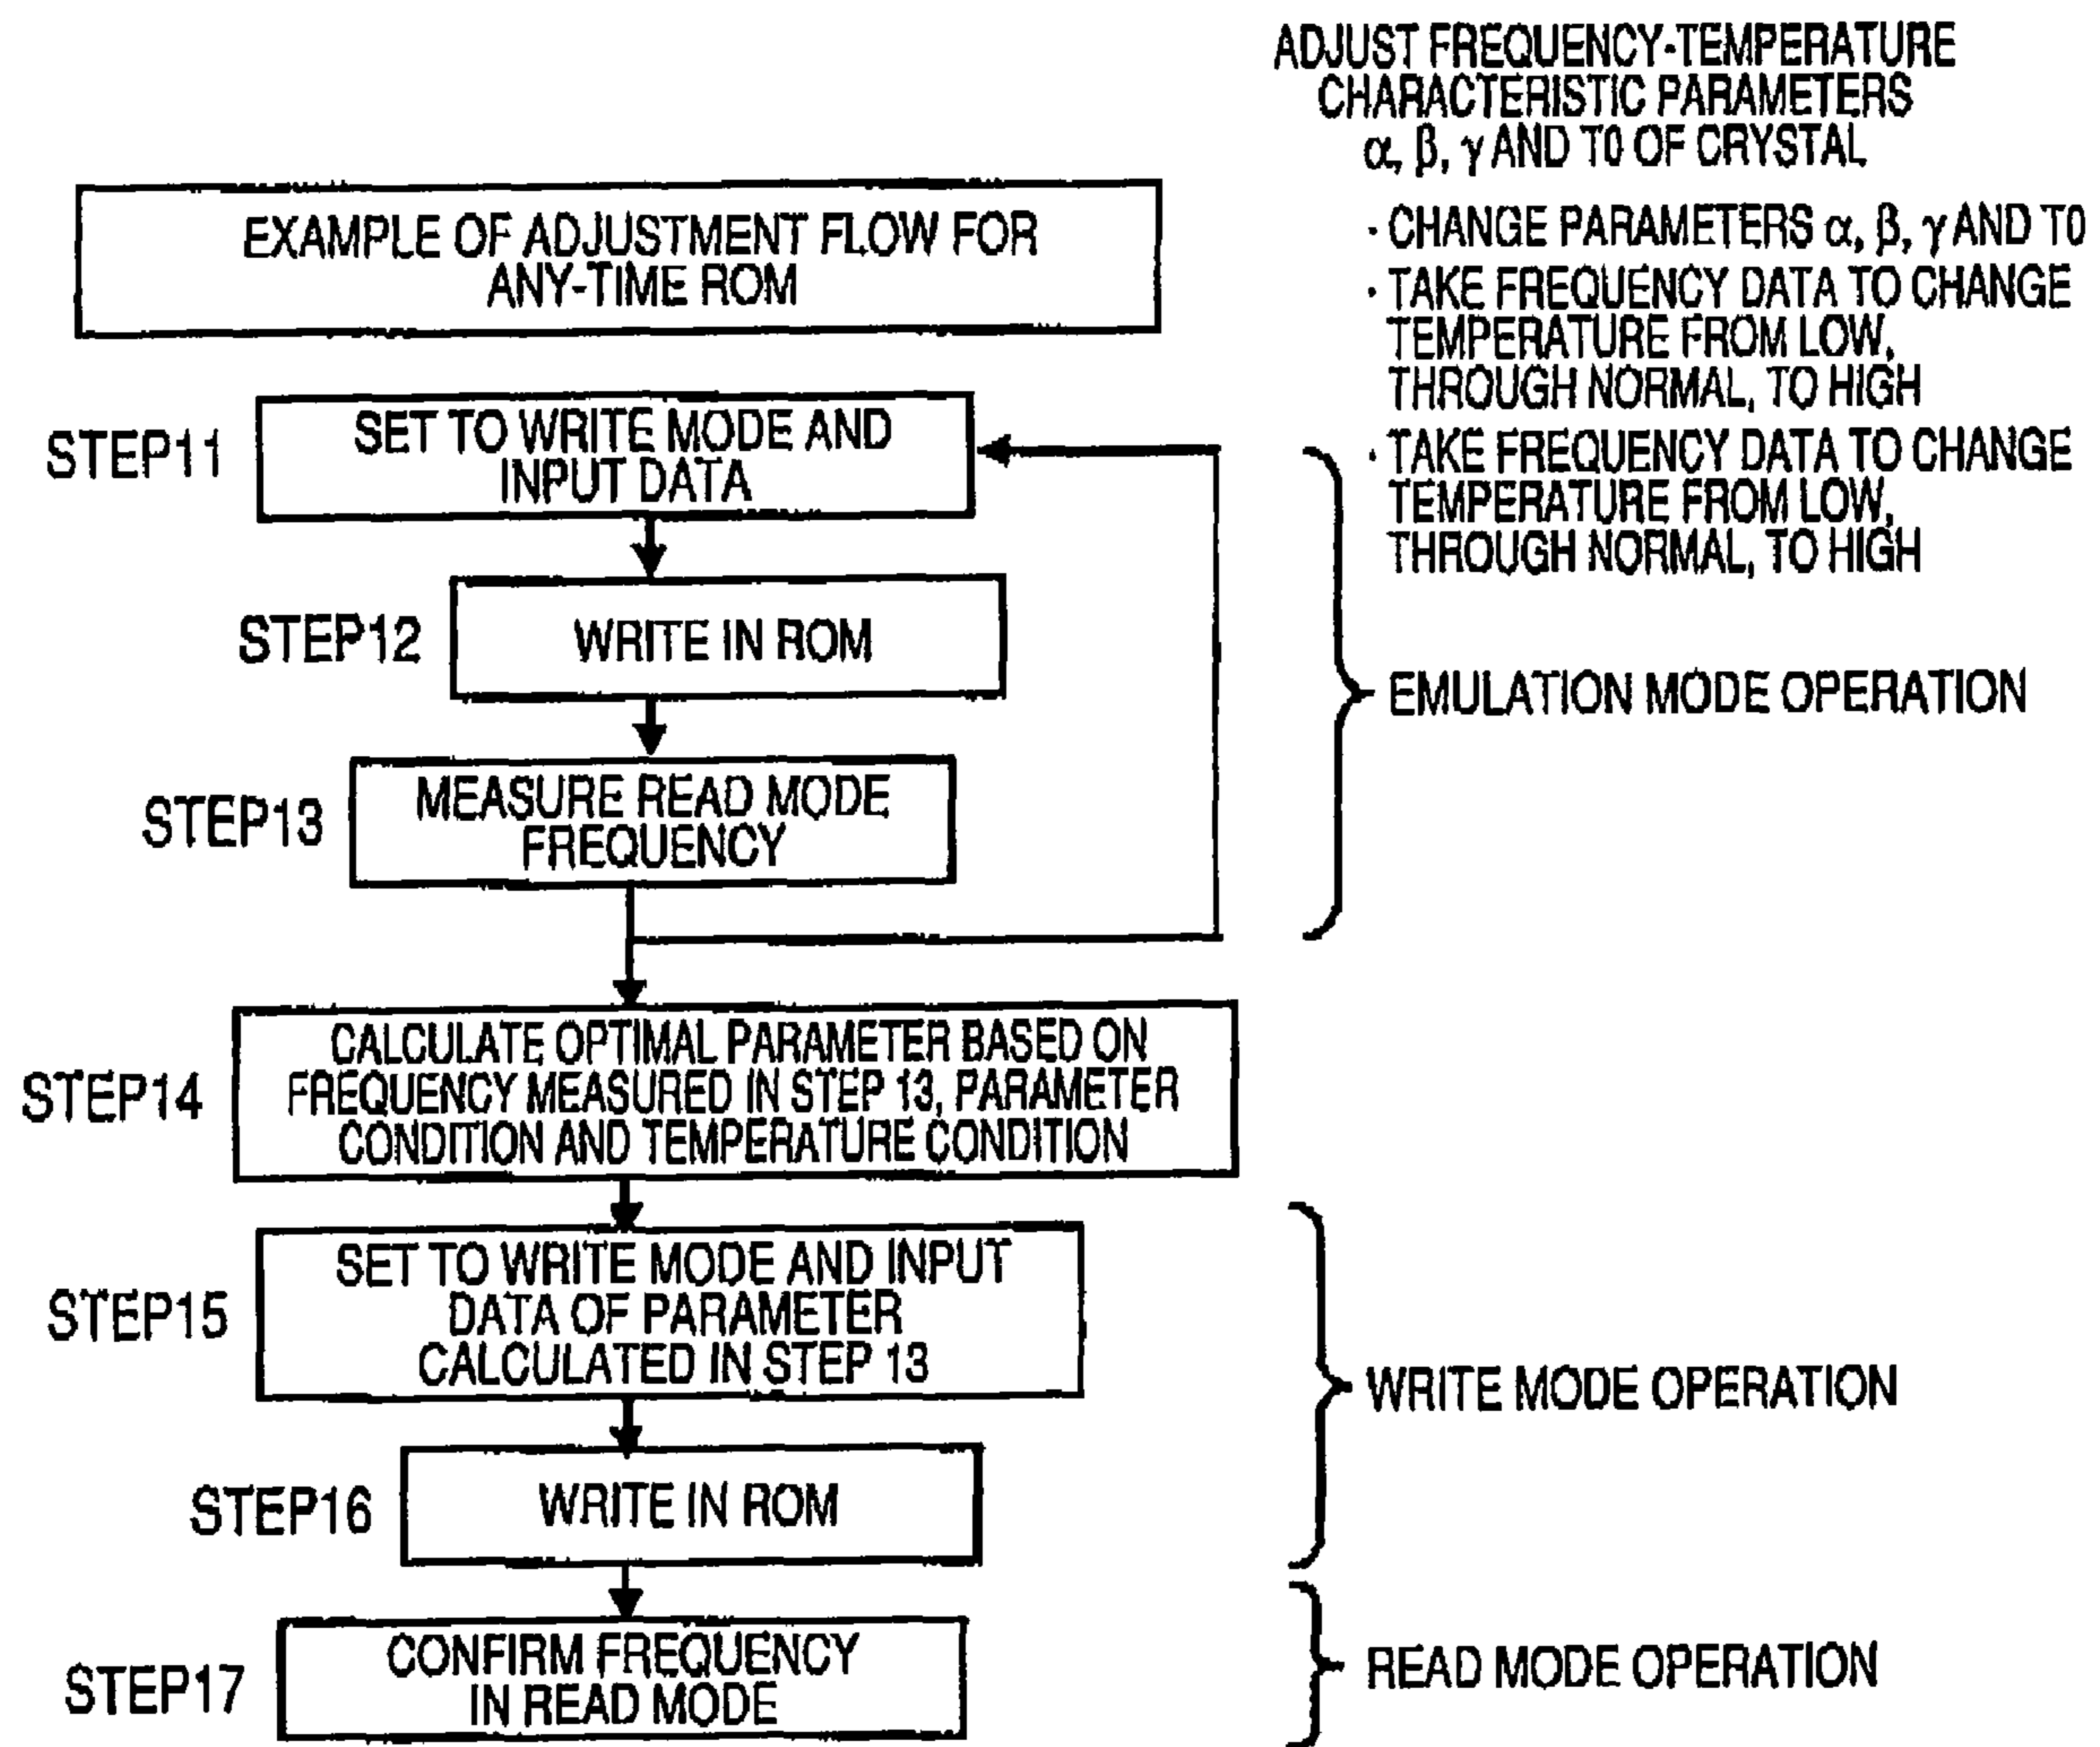 ADJUST FREQUENCY-TEMPERATURE
CHARACTERISTIC PARAMETERS
α, β, γ AND T0 OF CRYSTAL
· CHANGE PARAMETERS α, β, γ AND T0
· TAKE FREQUENCY DATA TO CHANGE
TEMPERATURE FROM LOW,
THROUGH NORMAL, TO HIGH
· TAKE FREQUENCY DATA TO CHANGE
TEMPERATURE FROM LOW,
THROUGH NORMAL, TO HIGH
EXAMPLE OF ADJUSTMENT FLOW FOR
ANY-TIME ROM
STEP11
SET TO WRITE MODE AND
INPUT DATA
STEP12
WRITE IN ROM
STEP13
MEASURE READ MODE
FREQUENCY
EMULATION MODE OPERATION
STEP14
CALCULATE OPTIMAL PARAMETER BASED ON
FREQUENCY MEASURED IN STEP 13, PARAMETER
CONDITION AND TEMPERATURE CONDITION
STEP15
SET TO WRITE MODE AND INPUT
DATA OF PARAMETER
CALCULATED IN STEP 13
STEP16
WRITE IN ROM
WRITE MODE OPERATION
STEP17
CONFIRM FREQUENCY
IN READ MODE
READ MODE OPERATION